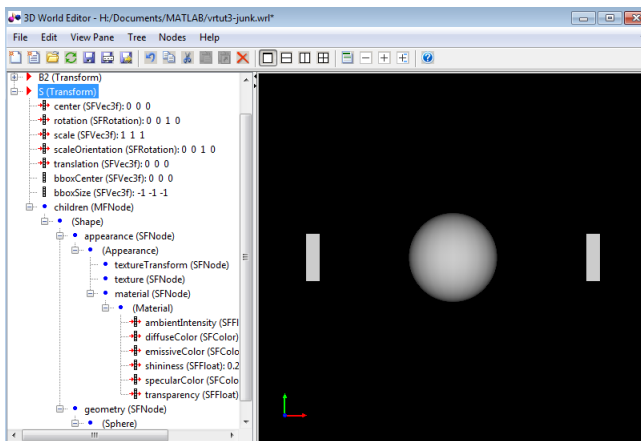 3D World Editor - H:/Documents/MATLAB/vrtut3-junk.wrl*
File Edit View Pane Tree Nodes Help
B2 (Transform)
S (Transform)
center (SFVec3f): 0 0 0
rotation (SFRotation): 0 0 1 0
scale (SFVec3f): 1 1 1
scaleOrientation (SFRotation): 0 0 1 0
translation (SFVec3f): 0 0 0
bboxCenter (SFVec3f): 0 0 0
bboxSize (SFVec3f): -1 -1 -1
children (MFNode)
(Shape)
appearance (SFNode)
(Appearance)
textureTransform (SFNode)
texture (SFNode)
material (SFNode)
(Material)
ambientIntensity (SFFl
diffuseColor (SFColor)
emissiveColor (SFColo
shininess (SFFloat): 0.2
specularColor (SFColo
transparency (SFFloat)
geometry (SFNode)
(Sphere)